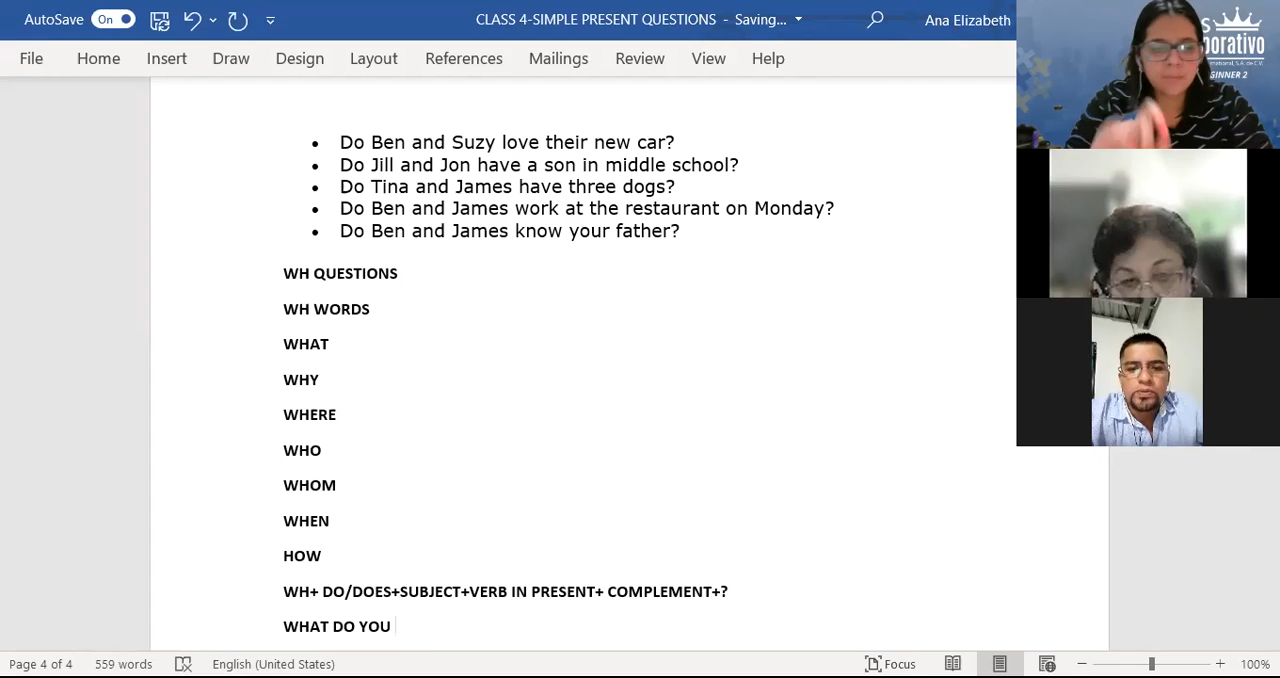 AutoSave On CLASS 4-SIMPLE PRESENT QUESTIONS - Saving... Ana Elizabeth
File Home Insert Draw Design Layout References Mailings Review View Help
• Do Ben and Suzy love their new car?
• Do Jill and Jon have a son in middle school?
• Do Tina and James have three dogs?
• Do Ben and James work at the restaurant on Monday?
• Do Ben and James know your father?
WH QUESTIONS
WH WORDS
WHAT
WHY
WHERE
WHO
WHOM
WHEN
HOW
WH+ DO/DOES+SUBJECT+VERB IN PRESENT+ COMPLEMENT+?
WHAT DO YOU
Page 4 of 4 559 words English (United States) Focus 100%